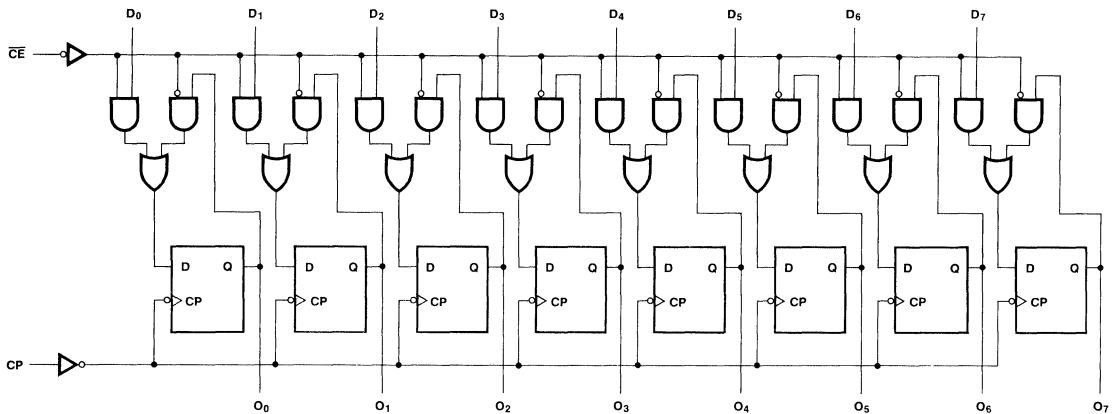 D0 D1 D2 D3 D4 D5 D6 D7
C̅E̅
D Q D Q D Q D Q D Q D Q D Q D Q
CP CP CP CP CP CP CP CP
CP
O0 O1 O2 O3 O4 O5 O6 O7